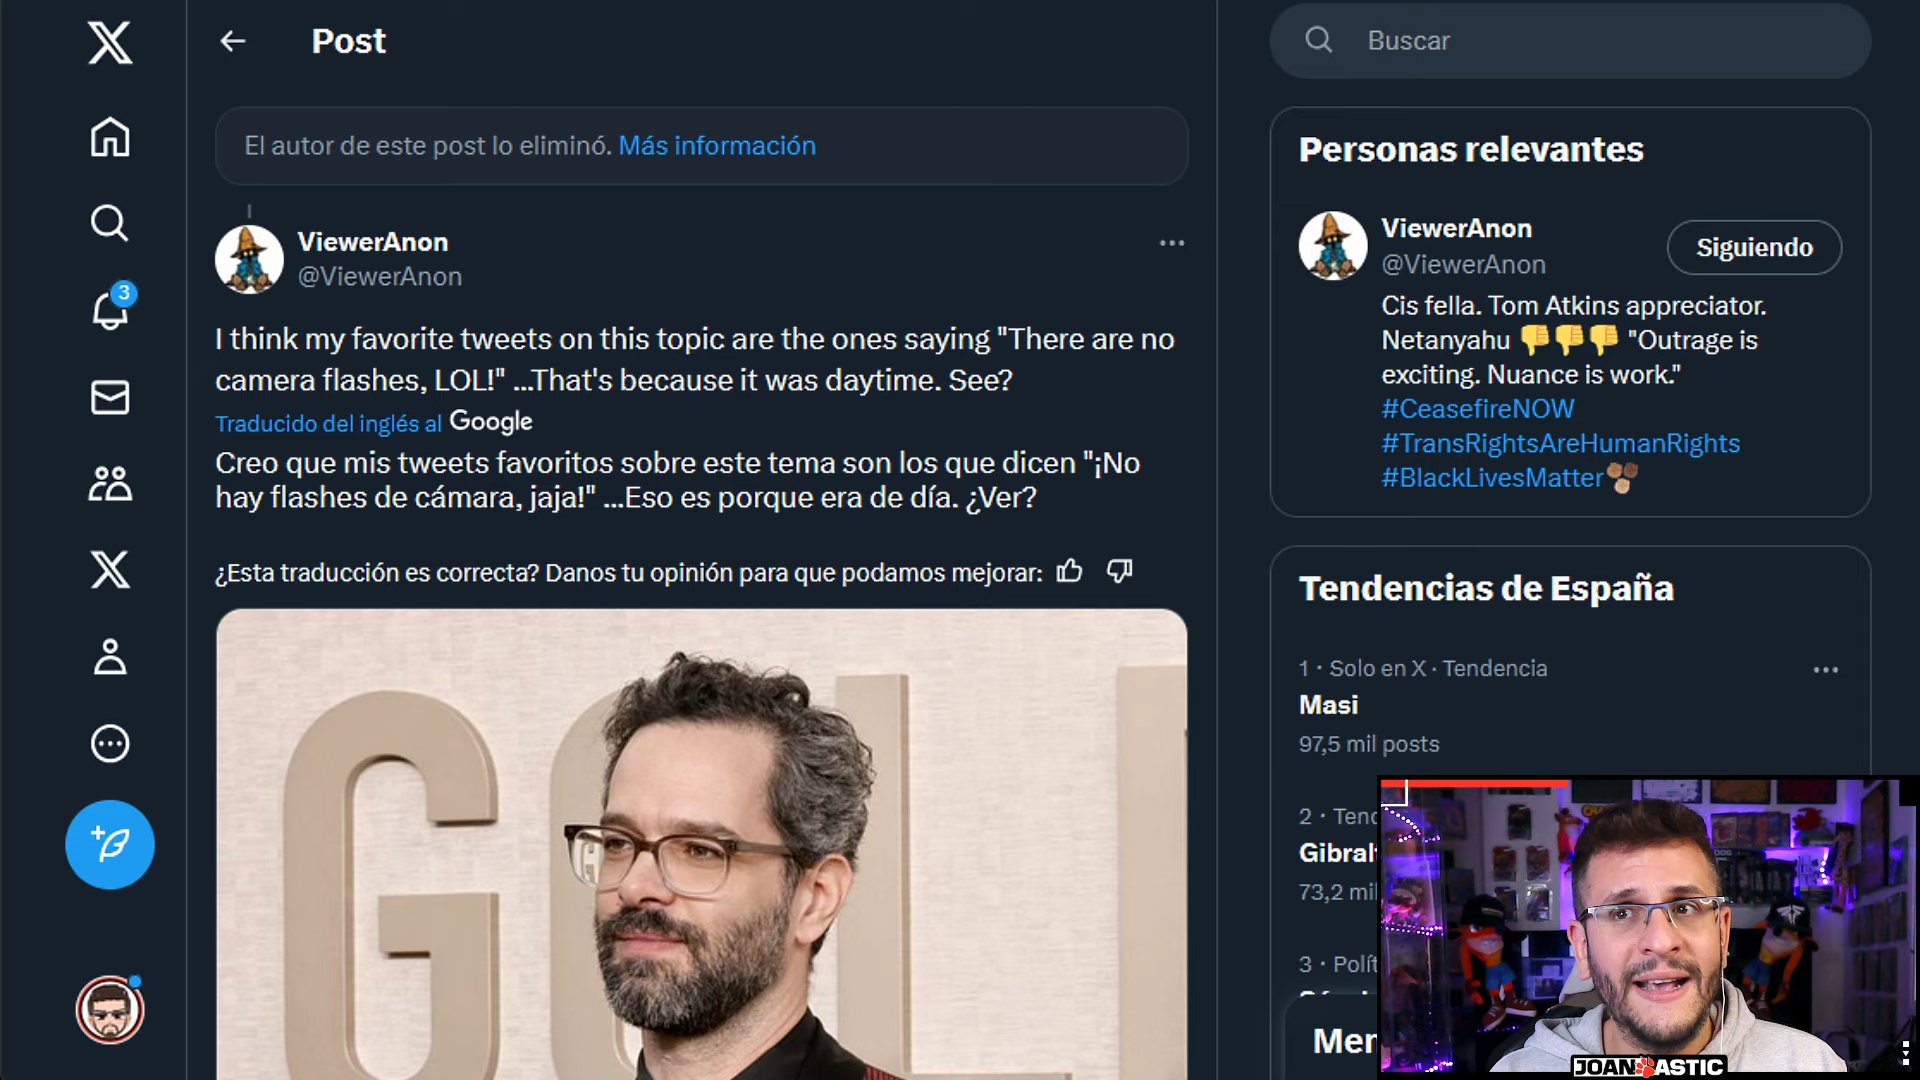 Post
El autor de este post lo eliminó. Más información
ViewerAnon
@ViewerAnon
I think my favorite tweets on this topic are the ones saying "There are no
camera flashes, LOL!" ...That's because it was daytime. See?
Traducido del inglés al Google
Creo que mis tweets favoritos sobre este tema son los que dicen "¡No
hay flashes de cámara, jaja!" ...Eso es porque era de día. ¿Ver?
¿Esta traducción es correcta? Danos tu opinión para que podamos mejorar:
G
3
Buscar
Personas relevantes
ViewerAnon
@ViewerAnon
Siguiendo
Cis fella. Tom Atkins appreciator.
Netanyahu 👎👎👎 "Outrage is
exciting. Nuance is work."
#CeasefireNOW
#TransRightsAreHumanRights
#BlackLivesMatter
Tendencias de España
1 · Solo en X · Tendencia
Masi
97,5 mil posts
2 · Tend
Gibral
73,2 mil
3 · Polít
Men
JOANTASTIC